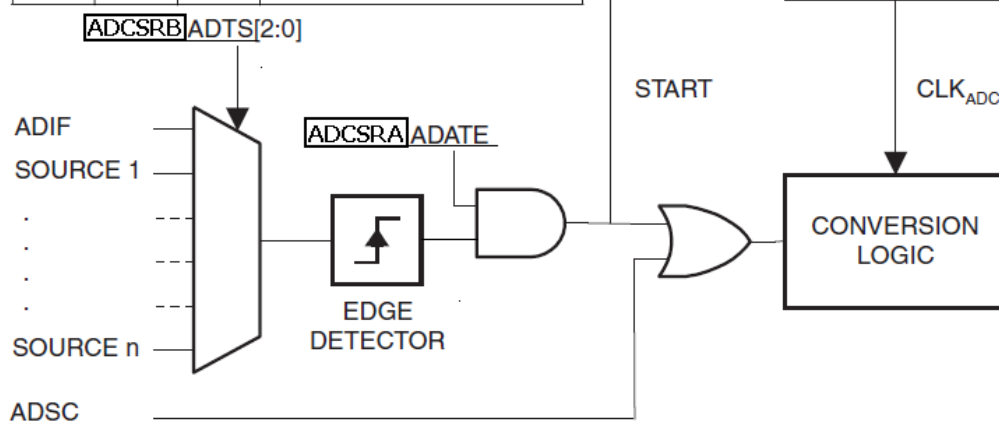 ADCSRB ADTS[2:0]
START
CLKADC
ADIF
ADCSRA ADATE
SOURCE 1
.
.
.
.
CONVERSION
LOGIC
EDGE
DETECTOR
SOURCE n
ADSC